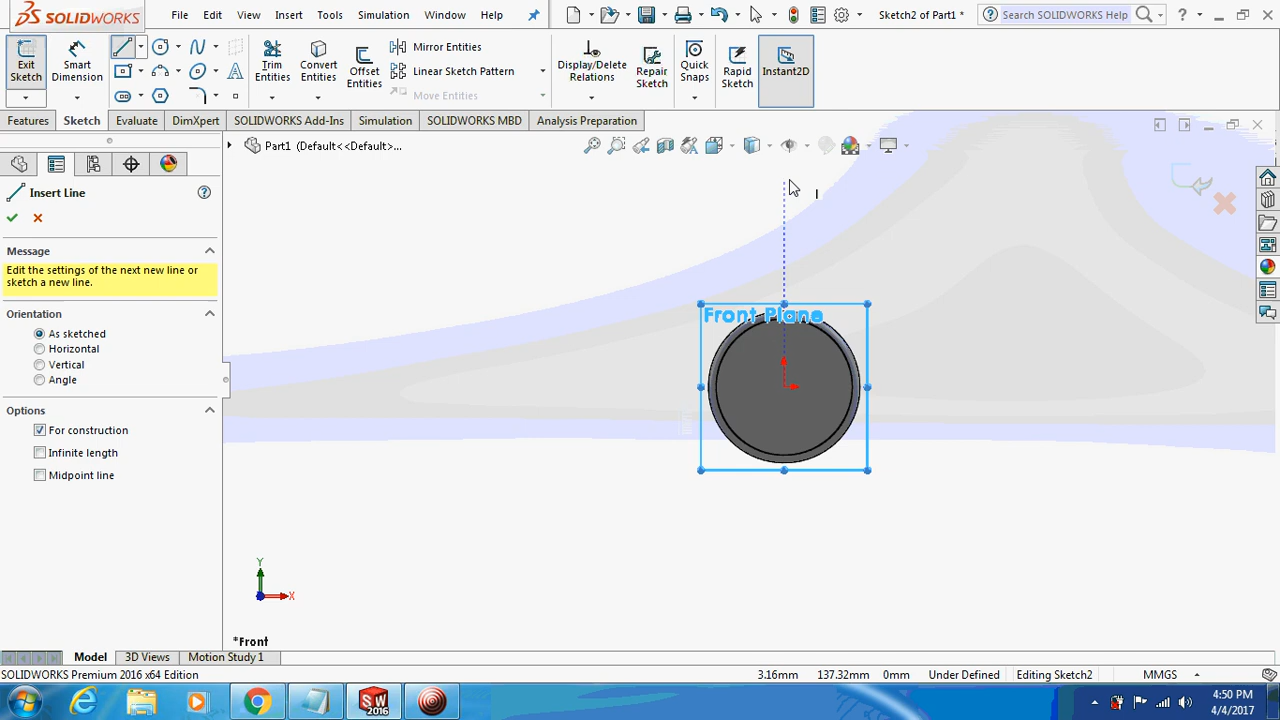 SOLIDWORKS File Edit View Insert Tools Simulation Window Help Sketch2 of Part1 * Search SOLIDWORKS Help
Exit Sketch
Smart Dimension
Trim Entities
Convert Entities
Offset Entities
Mirror Entities
Linear Sketch Pattern
Move Entities
Display/Delete Relations
Repair Sketch
Quick Snaps
Rapid Sketch
Instant2D
Features Sketch Evaluate DimXpert SOLIDWORKS Add-Ins Simulation SOLIDWORKS MBD Analysis Preparation
Part1 (Default<<Default>...
Insert Line
Message
Edit the settings of the next new line or
sketch a new line.
Orientation
As sketched
Horizontal
Vertical
Angle
Options
For construction
Infinite length
Midpoint line
Front Plane
Y
X
*Front
Model 3D Views Motion Study 1
SOLIDWORKS Premium 2016 x64 Edition 3.16mm 137.32mm 0mm Under Defined Editing Sketch2 MMGS
SW
2016
4:50 PM
4/4/2017